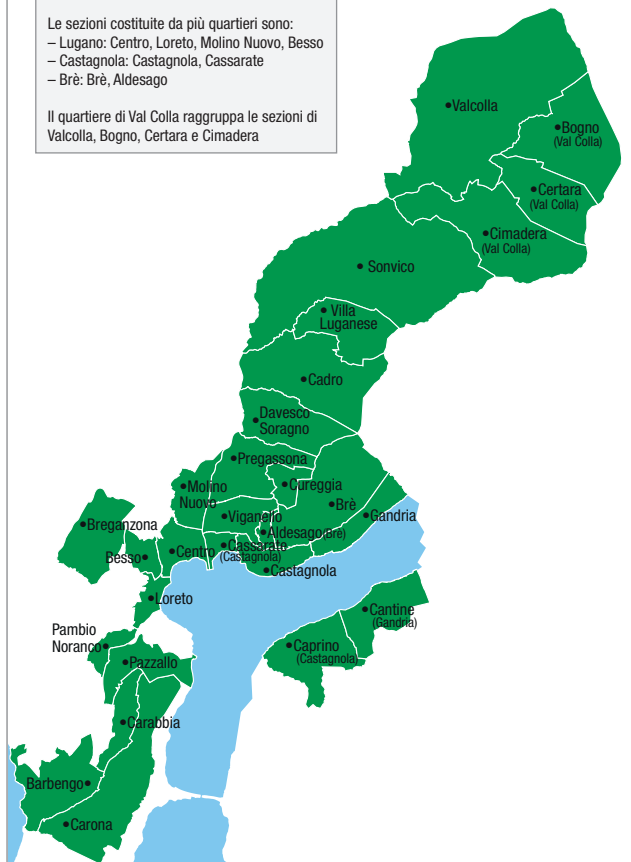 Le sezioni costituite da più quartieri sono:
– Lugano: Centro, Loreto, Molino Nuovo, Besso
– Castagnola: Castagnola, Cassarate
– Brè: Brè, Aldesago
Il quartiere di Val Colla raggruppa le sezioni di
Valcolla, Bogno, Certara e Cimadera
Valcolla
Bogno
(Val Colla)
Certara
(Val Colla)
Cimadera
(Val Colla)
Sonvico
Villa
Luganese
Cadro
Davesco
Soragno
Pregassona
Cureggia
Molino
Nuovo
Brè
Viganello
Gandria
Breganzona
Aldesago(Brè)
Centro
Cassarate
(Castagnola)
Besso
Castagnola
Loreto
Cantine
(Gandria)
Pambio
Noranco
Caprino
(Castagnola)
Pazzallo
Carabbia
Barbengo
Carona